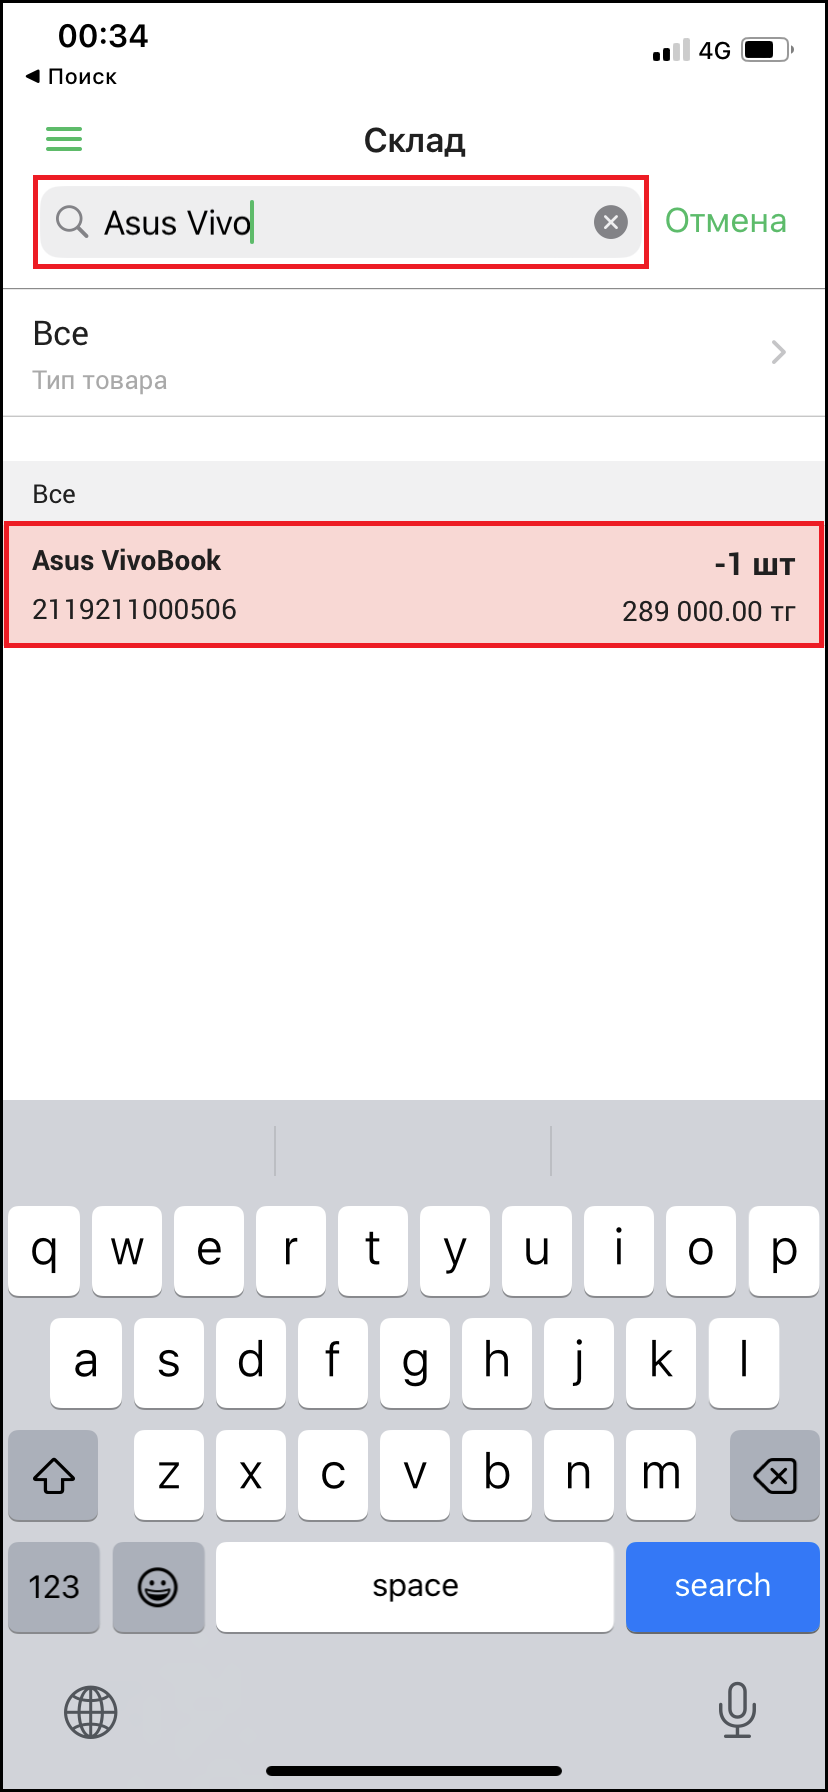 00:34
4G
◀ Поиск
Склад
Asus Vivo
Отмена
Все
Тип товара
Все
Asus VivoBook
-1 шт
2119211000506
289 000.00 тг
q w e r t y u i o p
a s d f g h j k l
z x c v b n m
123
space
search